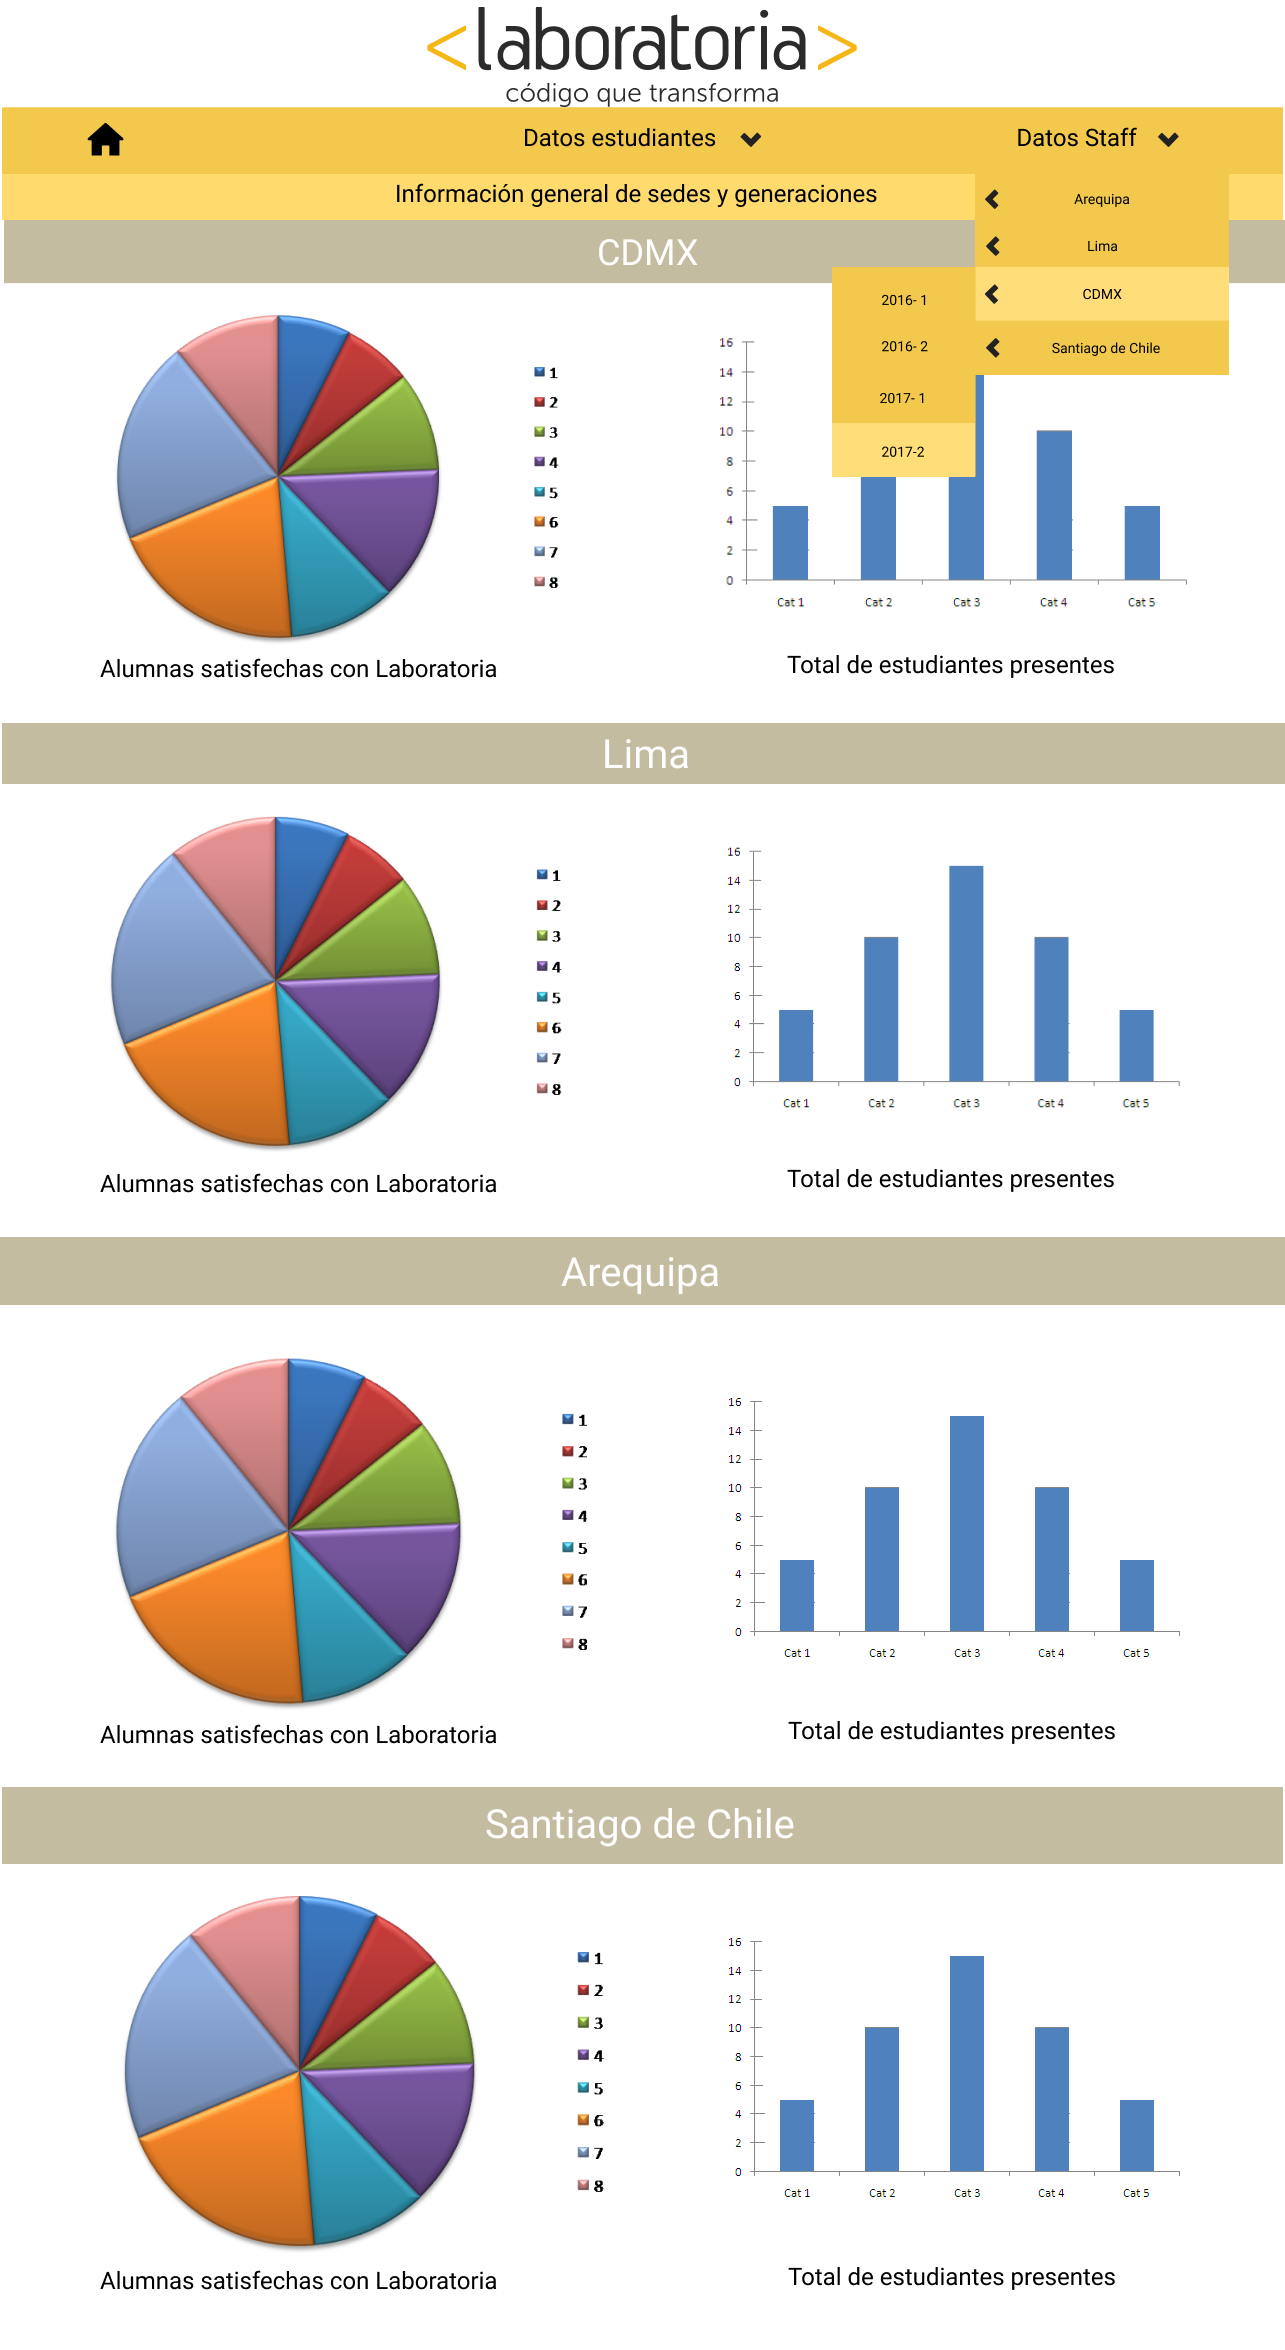 <laboratoria>
código que transforma
Datos estudiantes
Datos Staff
Información general de sedes y generaciones
Arequipa
Lima
CDMX
Santiago de Chile
2016- 1
2016- 2
2017- 1
2017-2
CDMX
1
2
3
4
5
6
7
8
16
14
12
10
8
6
4
2
0
Cat 1 Cat 2 Cat 3 Cat 4 Cat 5
Alumnas satisfechas con Laboratoria
Total de estudiantes presentes
Lima
1
2
3
4
5
6
7
8
16
14
12
10
8
6
4
2
0
Cat 1 Cat 2 Cat 3 Cat 4 Cat 5
Alumnas satisfechas con Laboratoria
Total de estudiantes presentes
Arequipa
1
2
3
4
5
6
7
8
16
14
12
10
8
6
4
2
0
Cat 1 Cat 2 Cat 3 Cat 4 Cat 5
Alumnas satisfechas con Laboratoria
Total de estudiantes presentes
Santiago de Chile
1
2
3
4
5
6
7
8
16
14
12
10
8
6
4
2
0
Cat 1 Cat 2 Cat 3 Cat 4 Cat 5
Alumnas satisfechas con Laboratoria
Total de estudiantes presentes